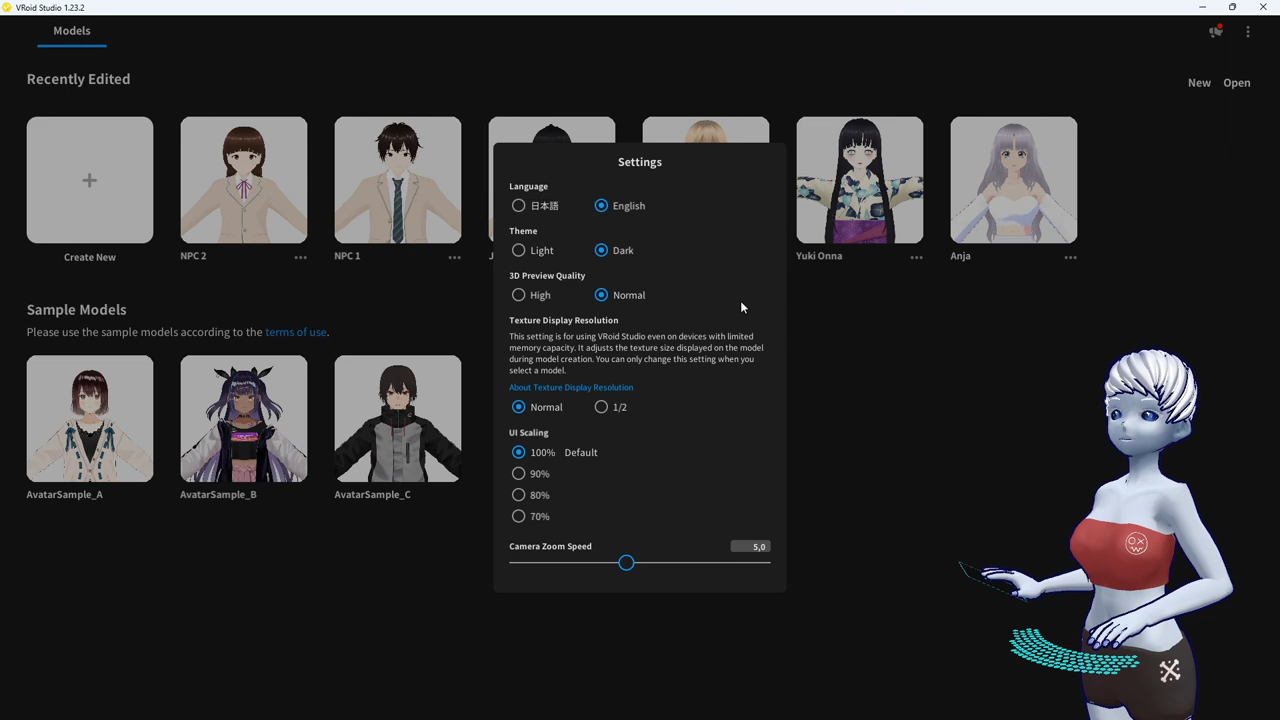 VRoid Studio 1.23.2
Models
Recently Edited
New Open
Create New
NPC 2
NPC 1
Yuki Onna
Anja
Sample Models
Please use the sample models according to the terms of use.
AvatarSample_A
AvatarSample_B
AvatarSample_C
Settings
Language
日本語 English
Theme
Light Dark
3D Preview Quality
High Normal
Texture Display Resolution
This setting is for using VRoid Studio even on devices with limited
memory capacity. It adjusts the texture size displayed on the model
during model creation. You can only change this setting when you
select a model.
About Texture Display Resolution
Normal 1/2
UI Scaling
100% Default
90%
80%
70%
Camera Zoom Speed 5,0